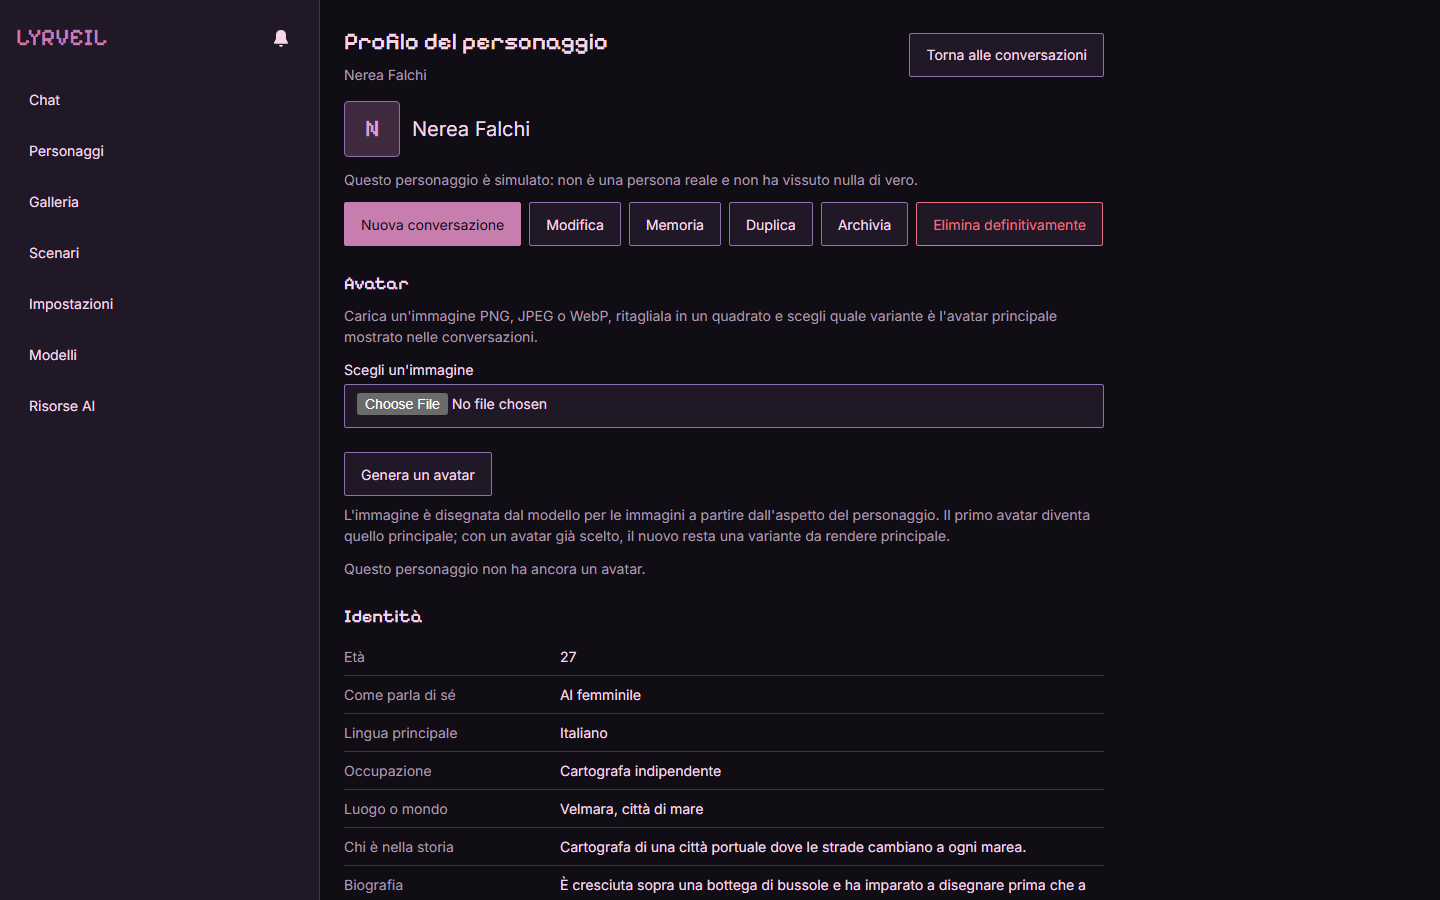 LYRVEIL
Chat
Personaggi
Galleria
Scenari
Impostazioni
Modelli
Risorse AI
Profilo del personaggio
Nerea Falchi
Torna alle conversazioni
N
Nerea Falchi
Questo personaggio è simulato: non è una persona reale e non ha vissuto nulla di vero.
Nuova conversazione
Modifica
Memoria
Duplica
Archivia
Elimina definitivamente
Avatar
Carica un'immagine PNG, JPEG o WebP, ritagliala in un quadrato e scegli quale variante è l'avatar principale
mostrato nelle conversazioni.
Scegli un'immagine
Choose File No file chosen
Genera un avatar
L'immagine è disegnata dal modello per le immagini a partire dall'aspetto del personaggio. Il primo avatar diventa
quello principale; con un avatar già scelto, il nuovo resta una variante da rendere principale.
Questo personaggio non ha ancora un avatar.
Identità
Età 27
Come parla di sé Al femminile
Lingua principale Italiano
Occupazione Cartografa indipendente
Luogo o mondo Velmara, città di mare
Chi è nella storia Cartografa di una città portuale dove le strade cambiano a ogni marea.
Biografia È cresciuta sopra una bottega di bussole e ha imparato a disegnare prima che a